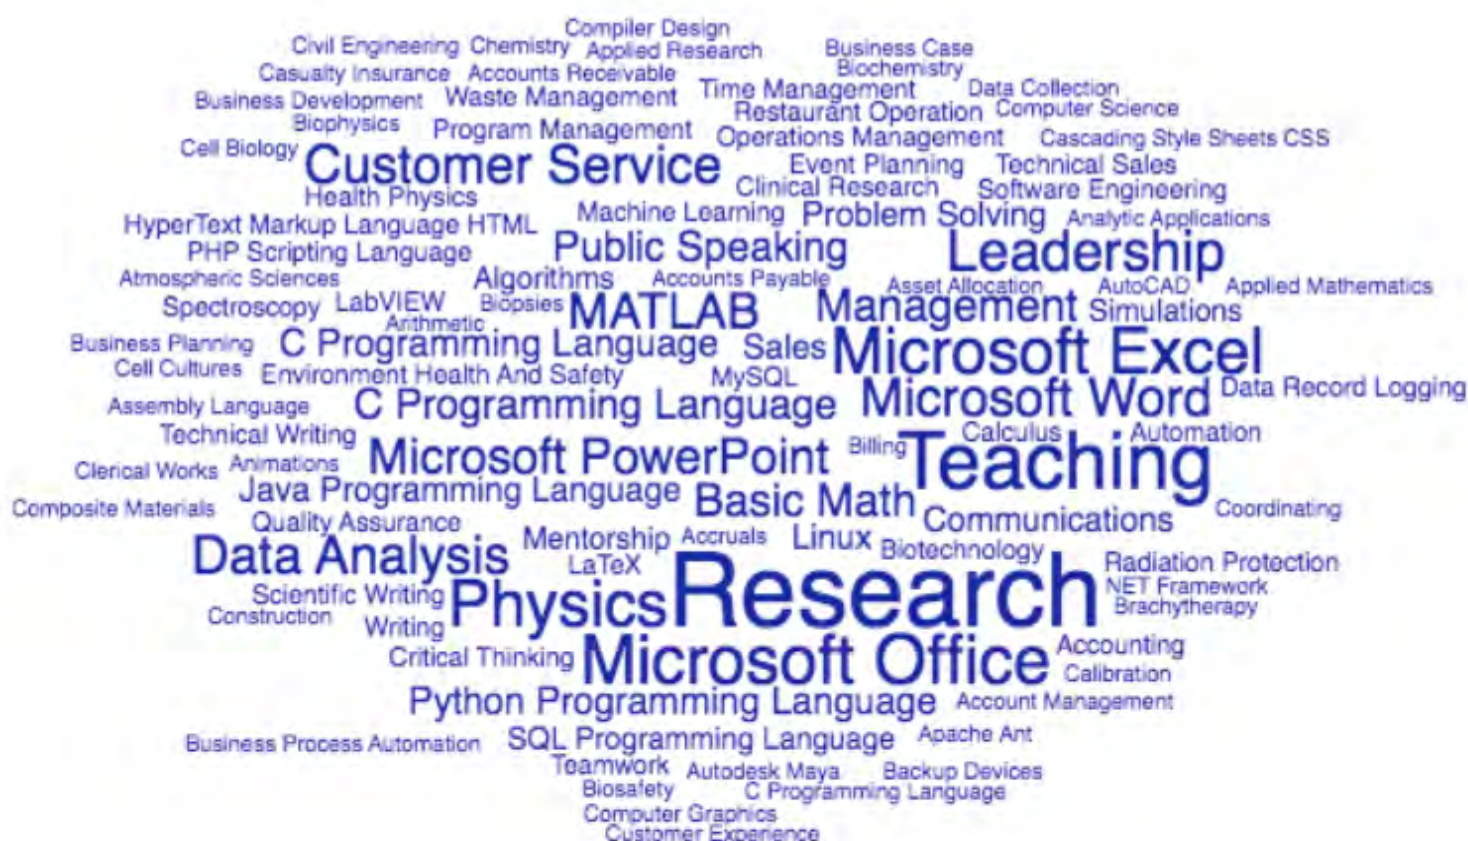 Compiler Design
Civil Engineering Chemistry Applied Research Business Case
Casualty Insurance Accounts Receivable Biochemistry
Business Development Waste Management Time Management Data Collection
Restaurant Operation Computer Science
Biophysics Program Management Operations Management Cascading Style Sheets CSS
Cell Biology Customer Service Event Planning Technical Sales
Health Physics Clinical Research Software Engineering
HyperText Markup Language HTML Machine Learning Problem Solving Analytic Applications
PHP Scripting Language Public Speaking Leadership
Atmospheric Sciences Algorithms Accounts Payable Asset Allocation AutoCAD Applied Mathematics
Spectroscopy LabVIEW Biopsies MATLAB Management Simulations
Arithmetic
Business Planning C Programming Language Sales Microsoft Excel
Cell Cultures Environment Health And Safety MySQL
Assembly Language C Programming Language Microsoft Word Data Record Logging
Technical Writing Calculus Automation
Clerical Works Animations Microsoft PowerPoint Billing Teaching
Java Programming Language Basic Math
Composite Materials Coordinating
Quality Assurance Communications
Data Analysis Mentorship Accruals Linux Biotechnology
LaTeX Radiation Protection
Scientific Writing Physics Research NET Framework
Construction Writing Brachytherapy
Critical Thinking Microsoft Office Accounting
Calibration
Python Programming Language Account Management
Business Process Automation SQL Programming Language Apache Ant
Teamwork Autodesk Maya Backup Devices
Biosafety C Programming Language
Computer Graphics
Customer Experience